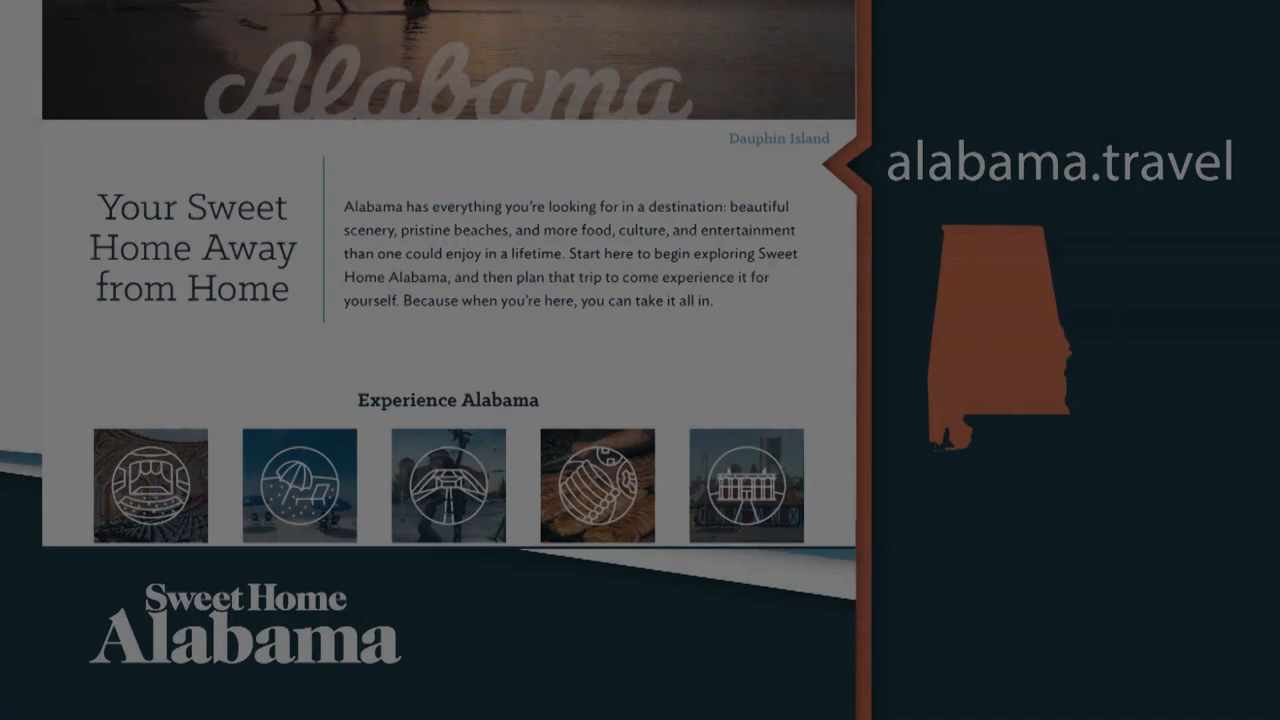 Alabama
Dauphin Island
alabama.travel
Your Sweet
Home Away
from Home
Alabama has everything you're looking for in a destination: beautiful
scenery, pristine beaches, and more food, culture, and entertainment
than one could enjoy in a lifetime. Start here to begin exploring Sweet
Home Alabama, and then plan that trip to come experience it for
yourself. Because when you're here, you can take it all in.
Experience Alabama
Sweet Home
Alabama